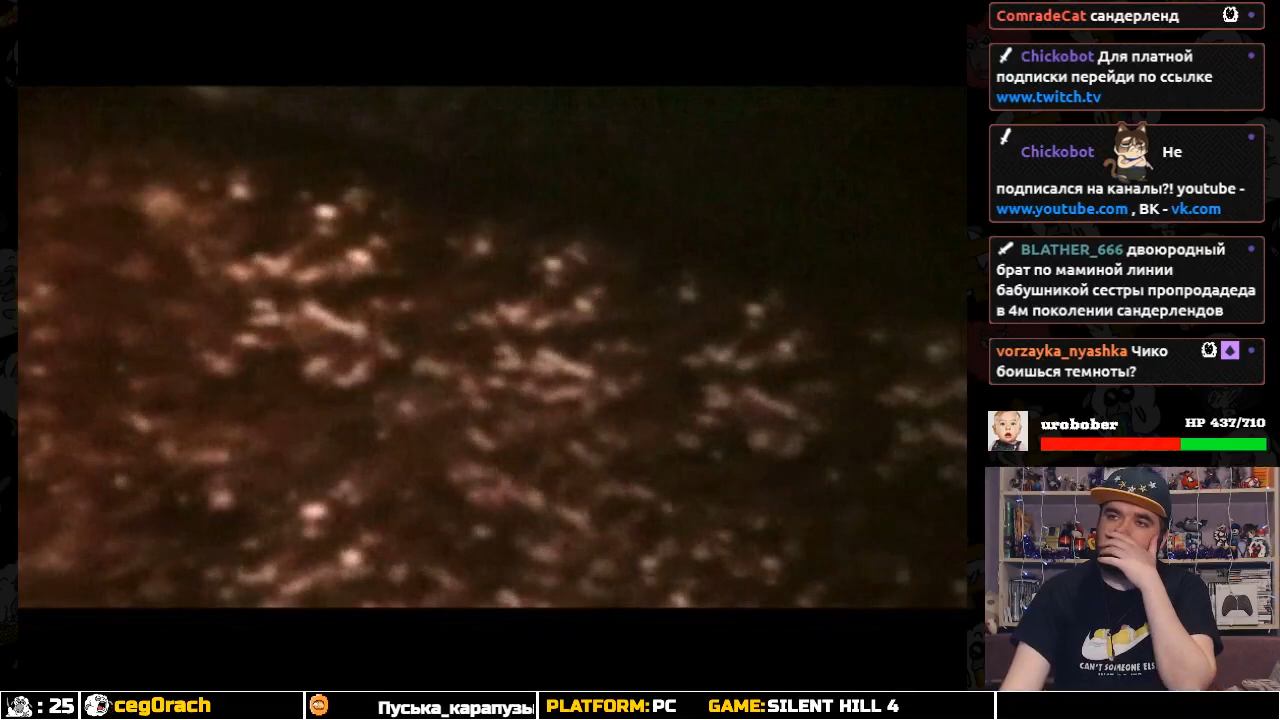 ComradeCat сандерленд
Chickobot Для платной
подписки перейди по ссылке
www.twitch.tv
Chickobot Не
подписался на каналы?! youtube -
www.youtube.com , ВК - vk.com
BLATHER_666 двоюродный
брат по маминой линии
бабушникой сестры пропродадеда
в 4м поколении сандерлендов
vorzayka_nyashka Чико
боишься темноты?
urobober HP 437/710
CAN'T SOMEONE ELSE
: 25 ceg0rach Пуська_карапузы PLATFORM: PC GAME: SILENT HILL 4